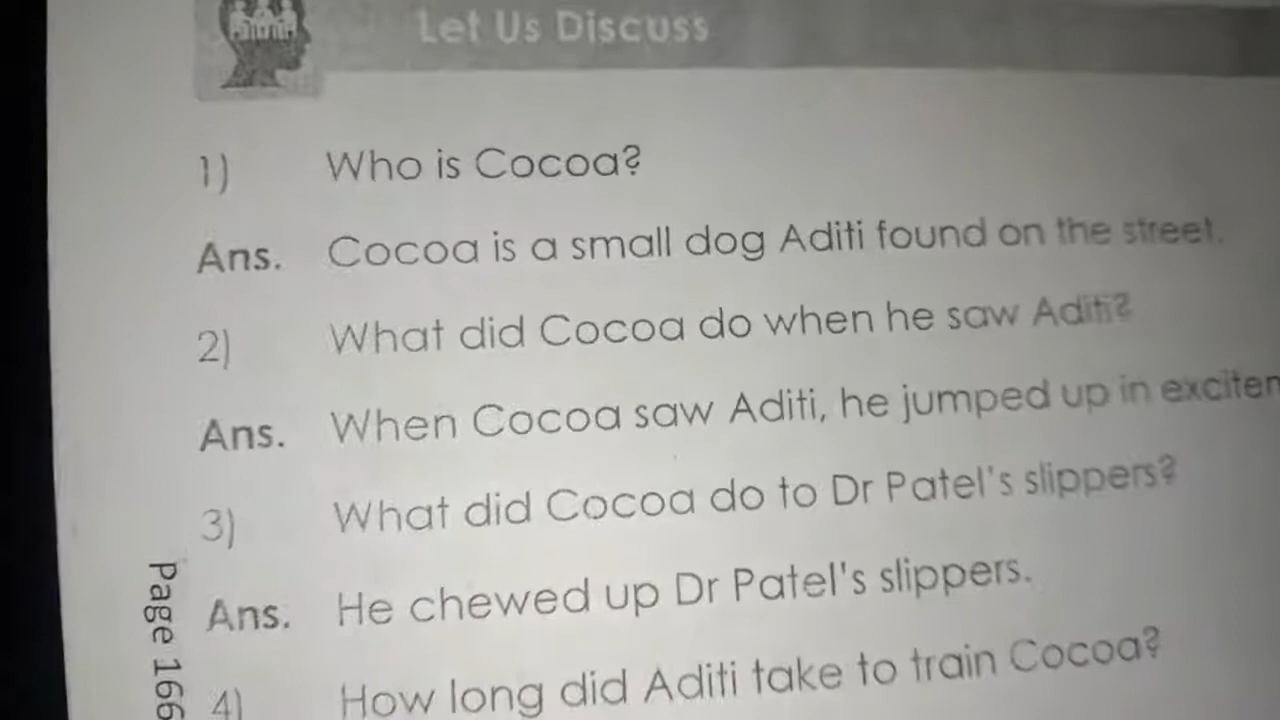 Let Us Discuss
1) Who is Cocoa?
Ans. Cocoa is a small dog Aditi found on the street.
2) What did Cocoa do when he saw Aditi?
Ans. When Cocoa saw Aditi, he jumped up in
3) What did Cocoa do to Dr Patel's slippers?
Ans. He chewed up Dr Patel's slippers.
4) How long did Aditi take to train Cocoa?
Page 166